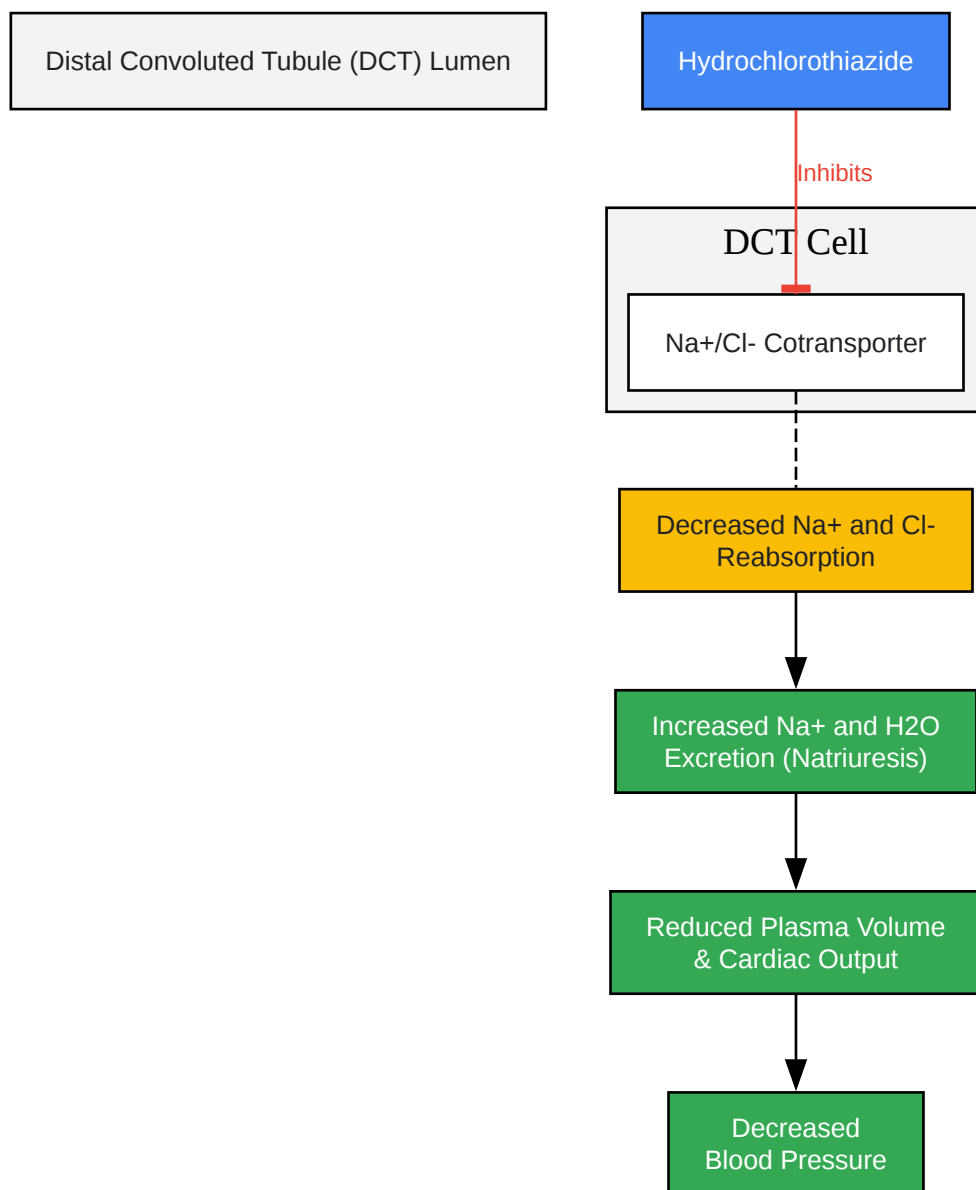 Distal Convoluted Tubule (DCT) Lumen
Hydrochlorothiazide
Inhibits
DCT Cell
Na+/Cl- Cotransporter
Decreased Na+ and Cl-
Reabsorption
Increased Na+ and H2O
Excretion (Natriuresis)
Reduced Plasma Volume
& Cardiac Output
Decreased
Blood Pressure